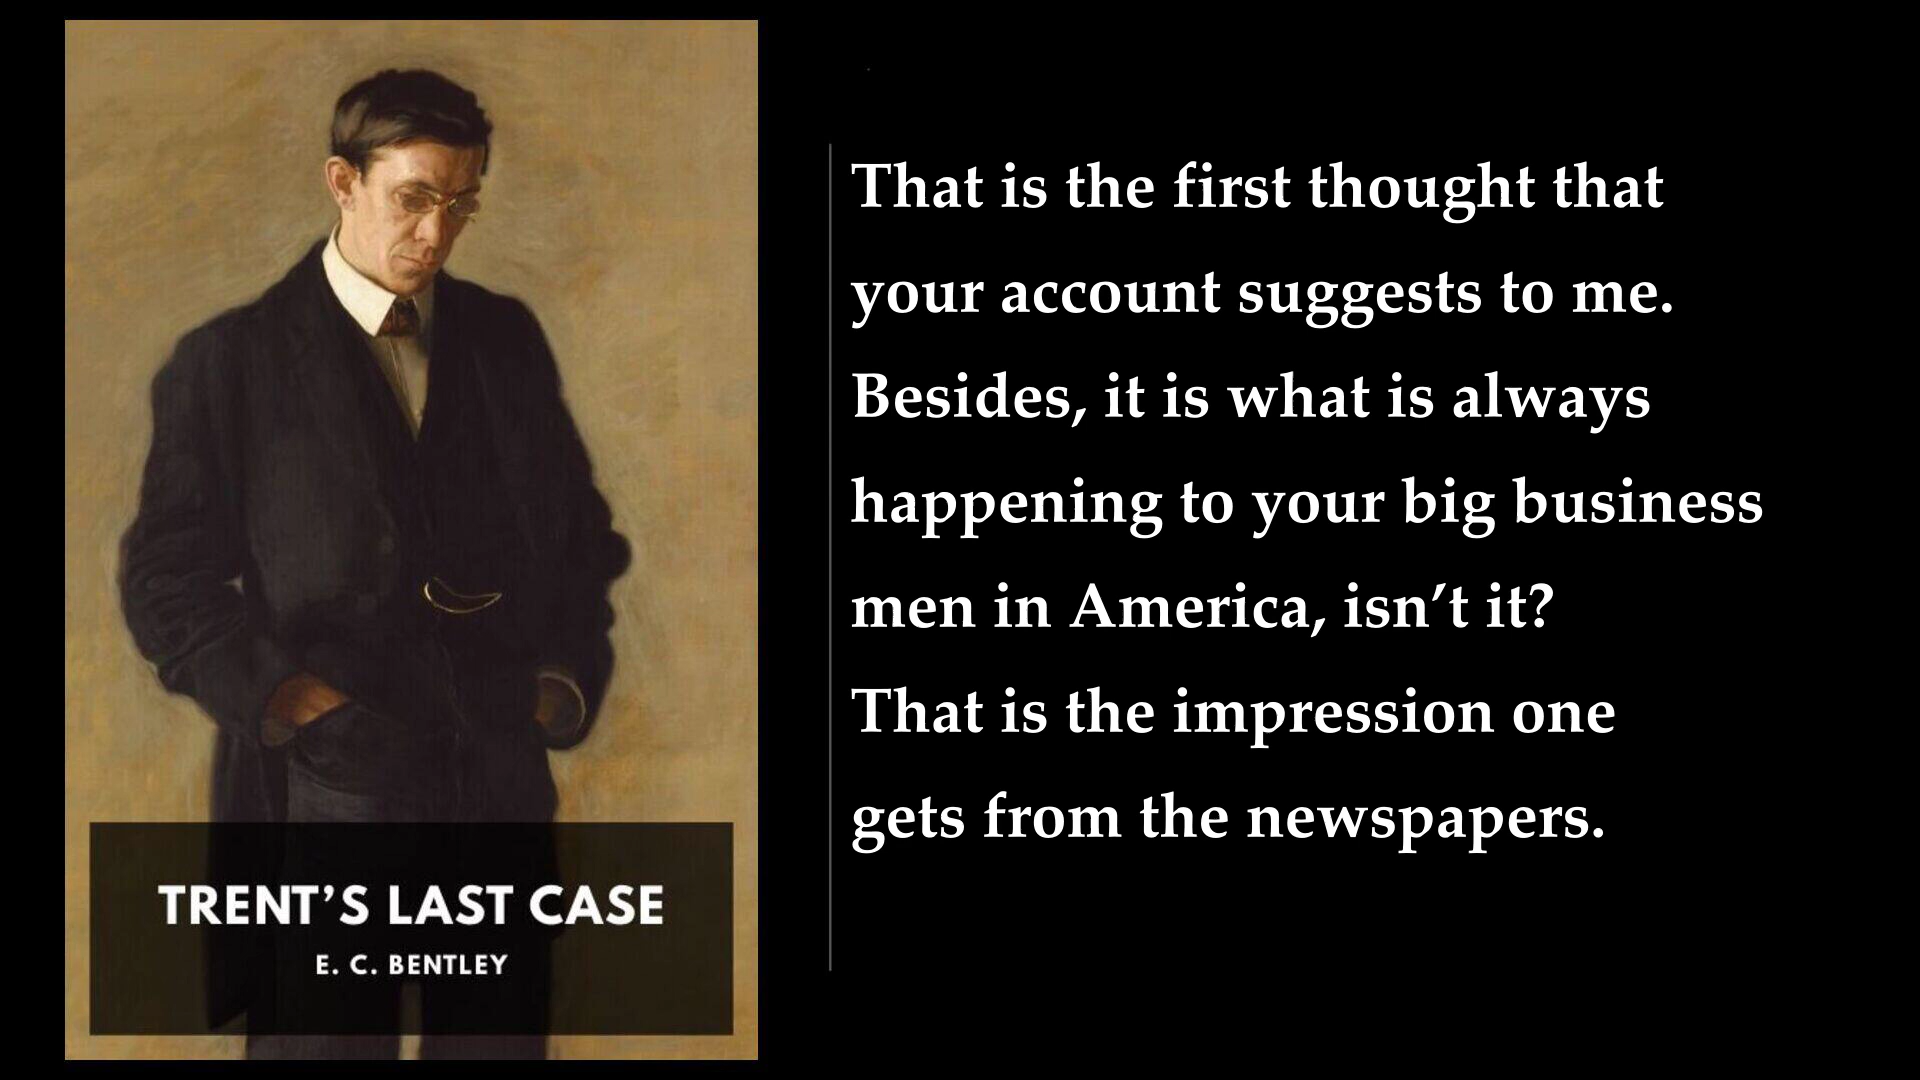 TRENT’S LAST CASE
E. C. BENTLEY
That is the first thought that
your account suggests to me.
Besides, it is what is always
happening to your big business
men in America, isn’t it?
That is the impression one
gets from the newspapers.